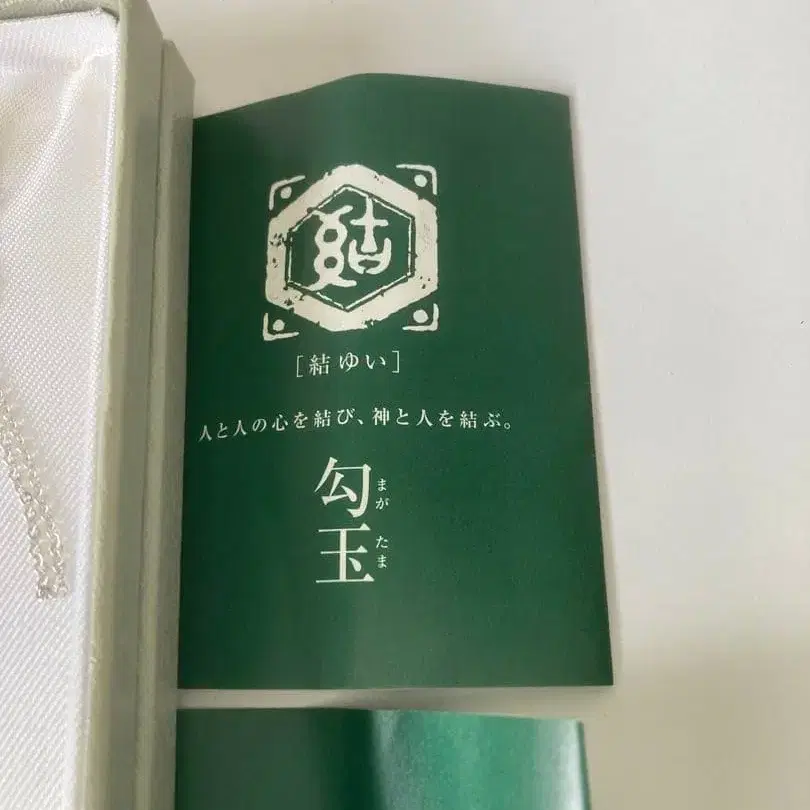 結
[結ゆい]
人と人の心を結び、神と人を結ぶ。
勾玉
まがたま